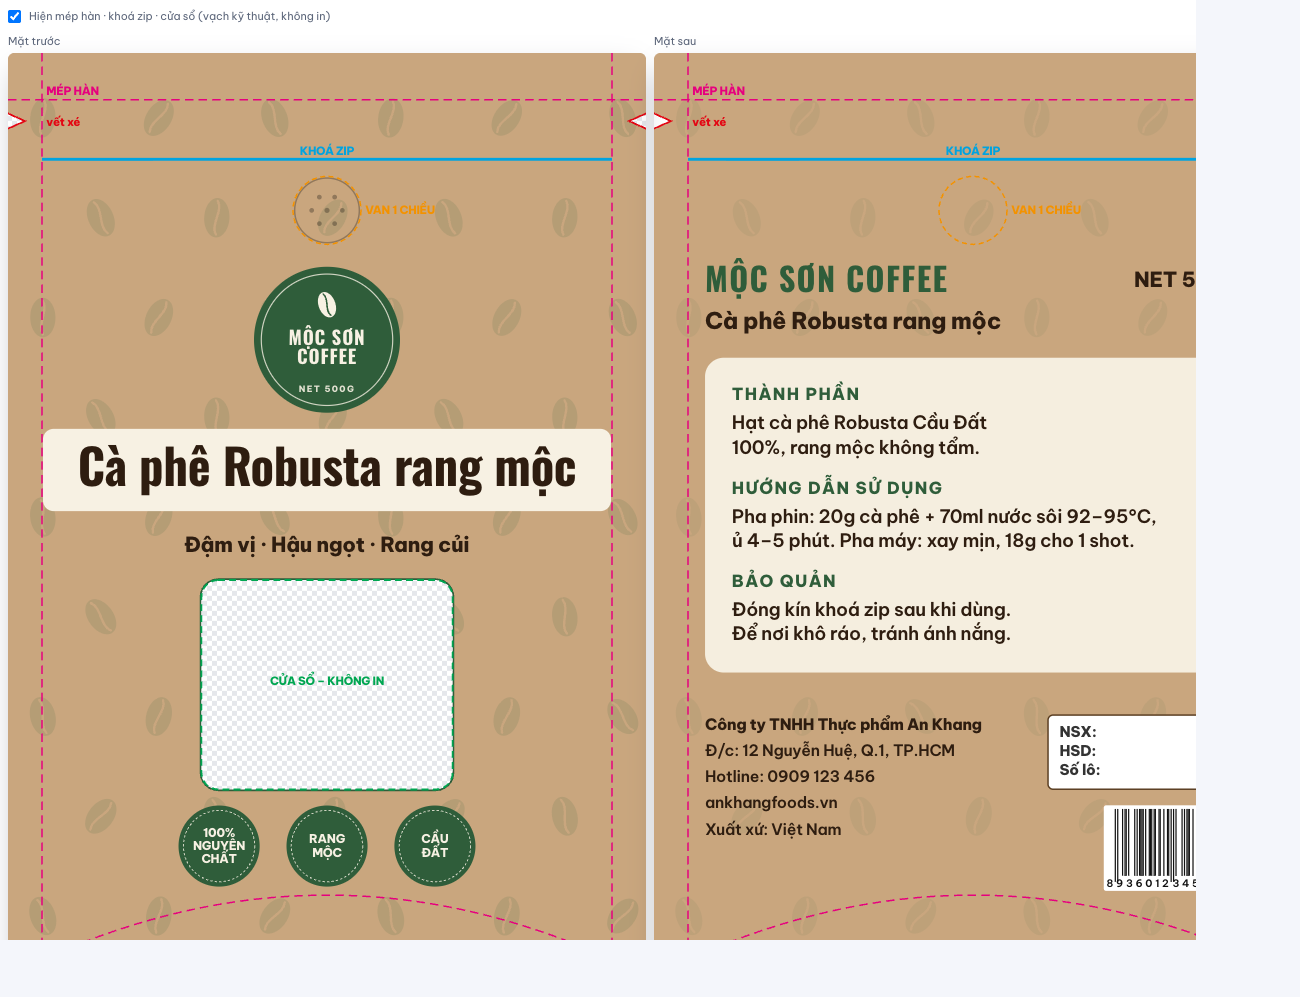 Hiện mép hàn · khoá zip · cửa sổ (vạch kỹ thuật, không in)
Mặt trước
MÉP HÀN
vết xé
KHOÁ ZIP
VAN 1 CHIỀU
MỘC SƠN
COFFEE
NET 500G
Cà phê Robusta rang mộc
Đậm vị · Hậu ngọt · Rang củi
CỬA SỔ – KHÔNG IN
100%
NGUYÊN
CHẤT
RANG
MỘC
CẦU
ĐẤT
Mặt sau
MÉP HÀN
vết xé
KHOÁ ZIP
VAN 1 CHIỀU
MỘC SƠN COFFEE
NET 5
Cà phê Robusta rang mộc
THÀNH PHẦN
Hạt cà phê Robusta Cầu Đất
100%, rang mộc không tẩm.
HƯỚNG DẪN SỬ DỤNG
Pha phin: 20g cà phê + 70ml nước sôi 92–95°C,
ủ 4–5 phút. Pha máy: xay mịn, 18g cho 1 shot.
BẢO QUẢN
Đóng kín khoá zip sau khi dùng.
Để nơi khô ráo, tránh ánh nắng.
Công ty TNHH Thực phẩm An Khang
Đ/c: 12 Nguyễn Huệ, Q.1, TP.HCM
Hotline: 0909 123 456
ankhangfoods.vn
Xuất xứ: Việt Nam
NSX:
HSD:
Số lô:
893601234